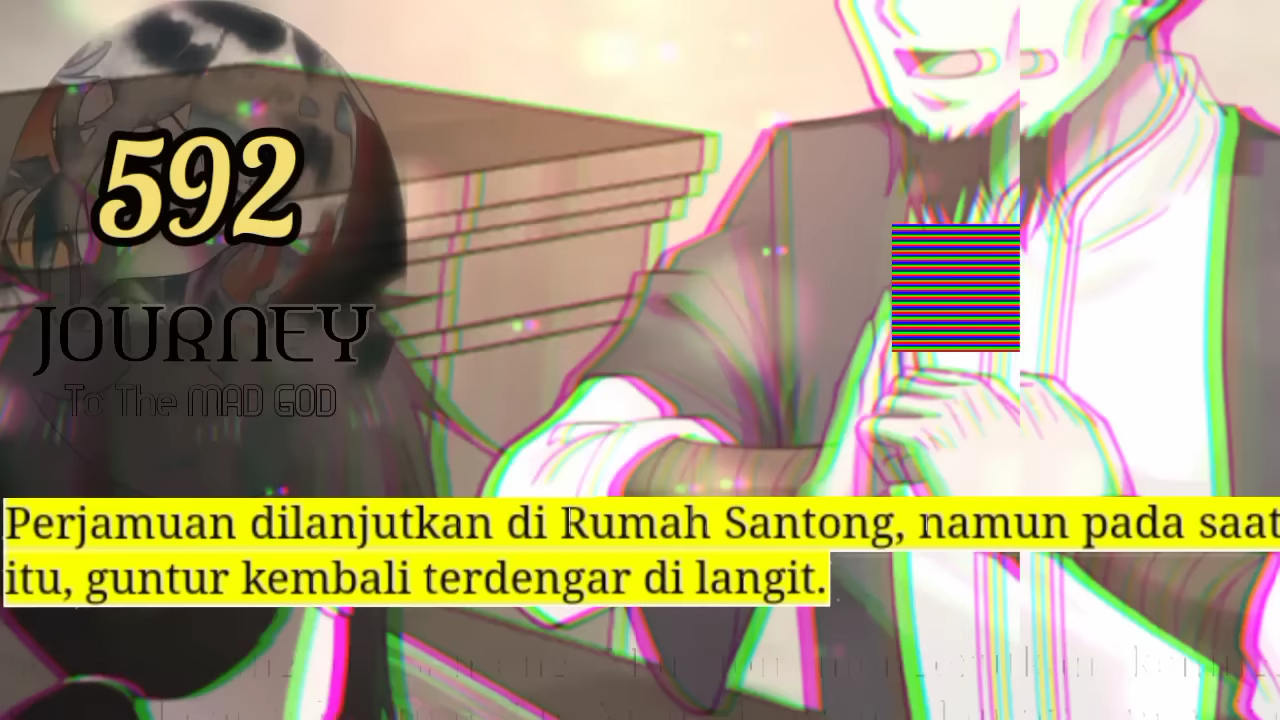 592
JOURNEY
To The MAD GOD
Perjamuan dilanjutkan di Rumah Santong, namun pada saat
itu, guntur kembali terdengar di langit.